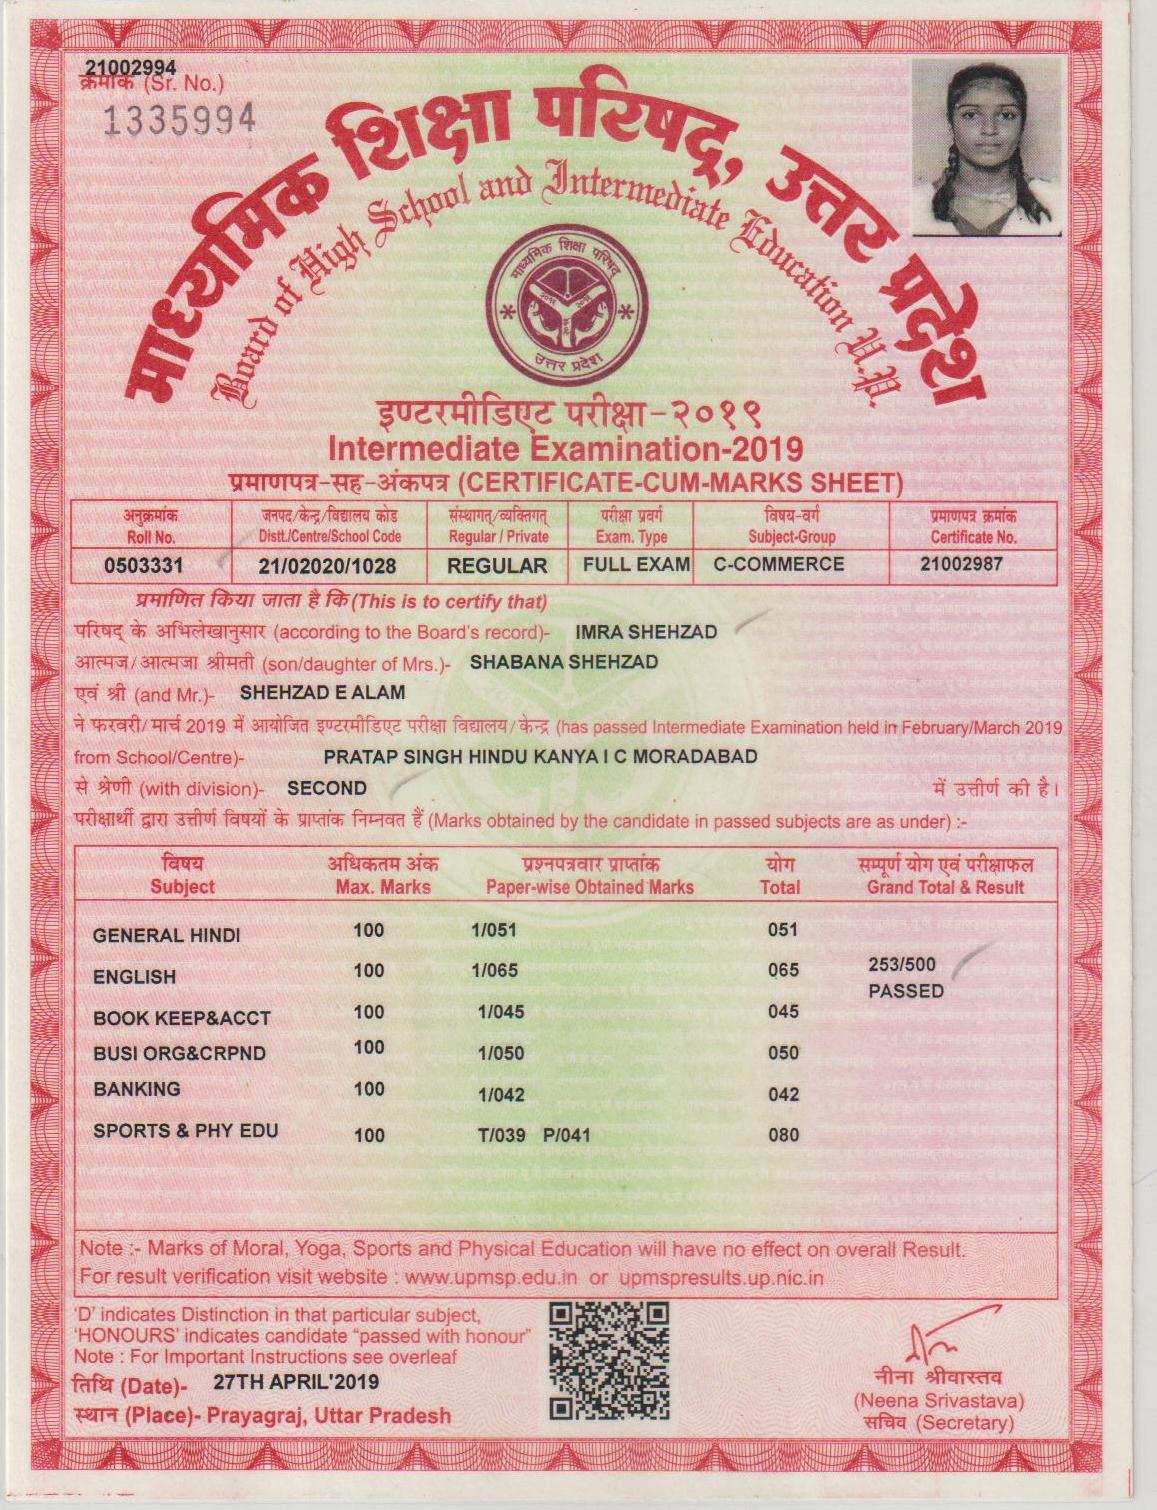 21002994
क्रमांक (Sr. No.)
1335994
माध्यमिक शिक्षा परिषद्, उत्तर प्रदेश
Board of High School and Intermediate Education U.P.
माध्यमिक शिक्षा परिषद्
उत्तर प्रदेश
इण्टरमीडिएट परीक्षा-२०१९
Intermediate Examination-2019
प्रमाणपत्र-सह-अंकपत्र (CERTIFICATE-CUM-MARKS SHEET)
अनुक्रमांक जनपद/केन्द्र/विद्यालय कोड संस्थागत/व्यक्तिगत परीक्षा प्रवर्ग विषय-वर्ग प्रमाणपत्र क्रमांक
Roll No. Distt./Centre/School Code Regular / Private Exam. Type Subject-Group Certificate No.
0503331 21/02020/1028 REGULAR FULL EXAM C-COMMERCE 21002987
प्रमाणित किया जाता है कि (This is to certify that)
परिषद् के अभिलेखानुसार (according to the Board's record)- IMRA SHEHZAD
आत्मज/आत्मजा श्रीमती (son/daughter of Mrs.)- SHABANA SHEHZAD
एवं श्री (and Mr.)- SHEHZAD E ALAM
ने फरवरी/मार्च 2019 में आयोजित इण्टरमीडिएट परीक्षा विद्यालय/केन्द्र (has passed Intermediate Examination held in February/March 2019
from School/Centre)- PRATAP SINGH HINDU KANYA I C MORADABAD
से श्रेणी (with division)- SECOND में उत्तीर्ण की है।
परीक्षार्थी द्वारा उत्तीर्ण विषयों के प्राप्तांक निम्नवत हैं (Marks obtained by the candidate in passed subjects are as under) :-
विषय अधिकतम अंक प्रश्नपत्रवार प्राप्तांक योग सम्पूर्ण योग एवं परीक्षाफल
Subject Max. Marks Paper-wise Obtained Marks Total Grand Total & Result
GENERAL HINDI 100 1/051 051
ENGLISH 100 1/065 065 253/500
PASSED
BOOK KEEP&ACCT 100 1/045 045
BUSI ORG&CRPND 100 1/050 050
BANKING 100 1/042 042
SPORTS & PHY EDU 100 T/039 P/041 080
Note :- Marks of Moral, Yoga, Sports and Physical Education will have no effect on overall Result.
For result verification visit website : www.upmsp.edu.in or upmspresults.up.nic.in
'D' indicates Distinction in that particular subject,
'HONOURS' indicates candidate "passed with honour"
Note : For Important Instructions see overleaf
तिथि (Date)- 27TH APRIL'2019
स्थान (Place)- Prayagraj, Uttar Pradesh
नीना श्रीवास्तव
(Neena Srivastava)
सचिव (Secretary)